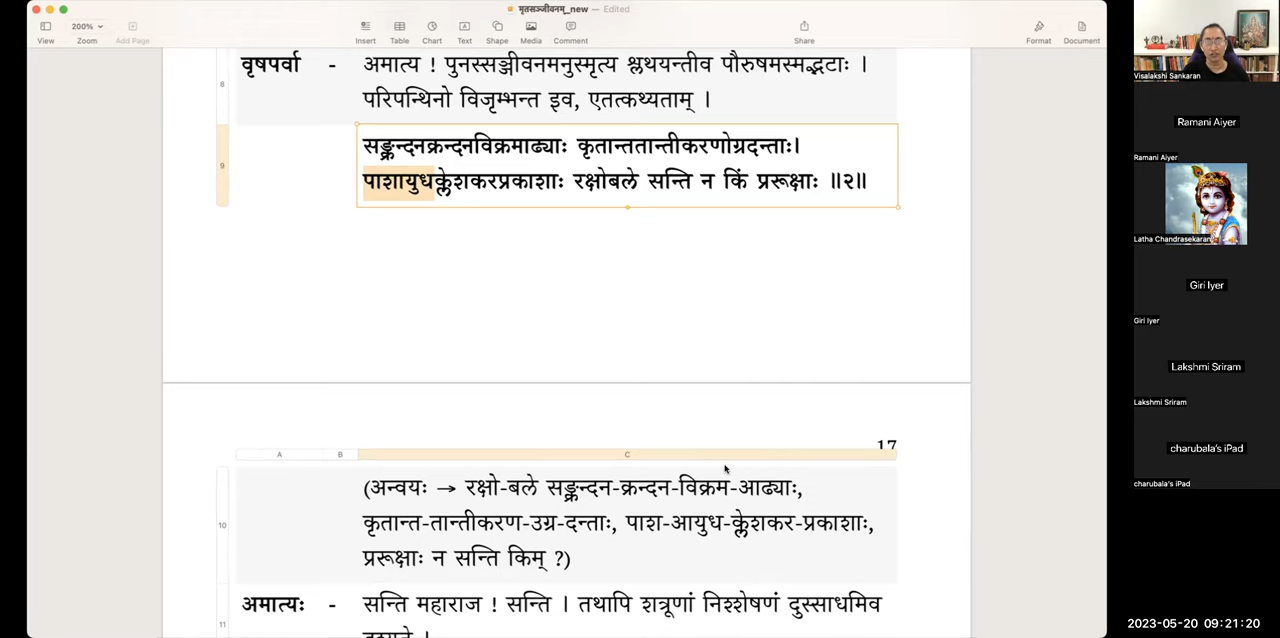 मृतसञ्जीवनम्_new — Edited
200%
View Zoom Add Page Insert Table Chart Text Shape Media Comment Share Format Document
8
वृषपर्वा - अमात्य ! पुनस्सञ्जीवनमनुस्मृत्य श्लथयन्तीव पौरुषमस्मद्भटाः ।
परिपन्थिनो विजृम्भन्त इव, एतत्कथ्यताम् ।
9
सङ्क्रन्दनक्रन्दनविक्रमाढ्याः कृतान्ततान्तीकरणोग्रदन्ताः।
पाशायुधक्लेशकरप्रकाशाः रक्षोबले सन्ति न किं प्ररूक्षाः ॥२॥
17
A B C
10
(अन्वयः → रक्षो-बले सङ्क्रन्दन-क्रन्दन-विक्रम-आढ्याः,
कृतान्त-तान्तीकरण-उग्र-दन्ताः, पाश-आयुध-क्लेशकर-प्रकाशाः,
प्ररूक्षाः न सन्ति किम् ?)
11
अमात्यः - सन्ति महाराज ! सन्ति । तथापि शत्रूणां निश्शेषणं दुस्साधमिव
Visalakshi Sankaran
Ramani Aiyer
Ramani Aiyer
Latha Chandrasekaran
Giri Iyer
Giri Iyer
Lakshmi Sriram
Lakshmi Sriram
charubala's iPad
charubala's iPad
2023-05-20 09:21:20